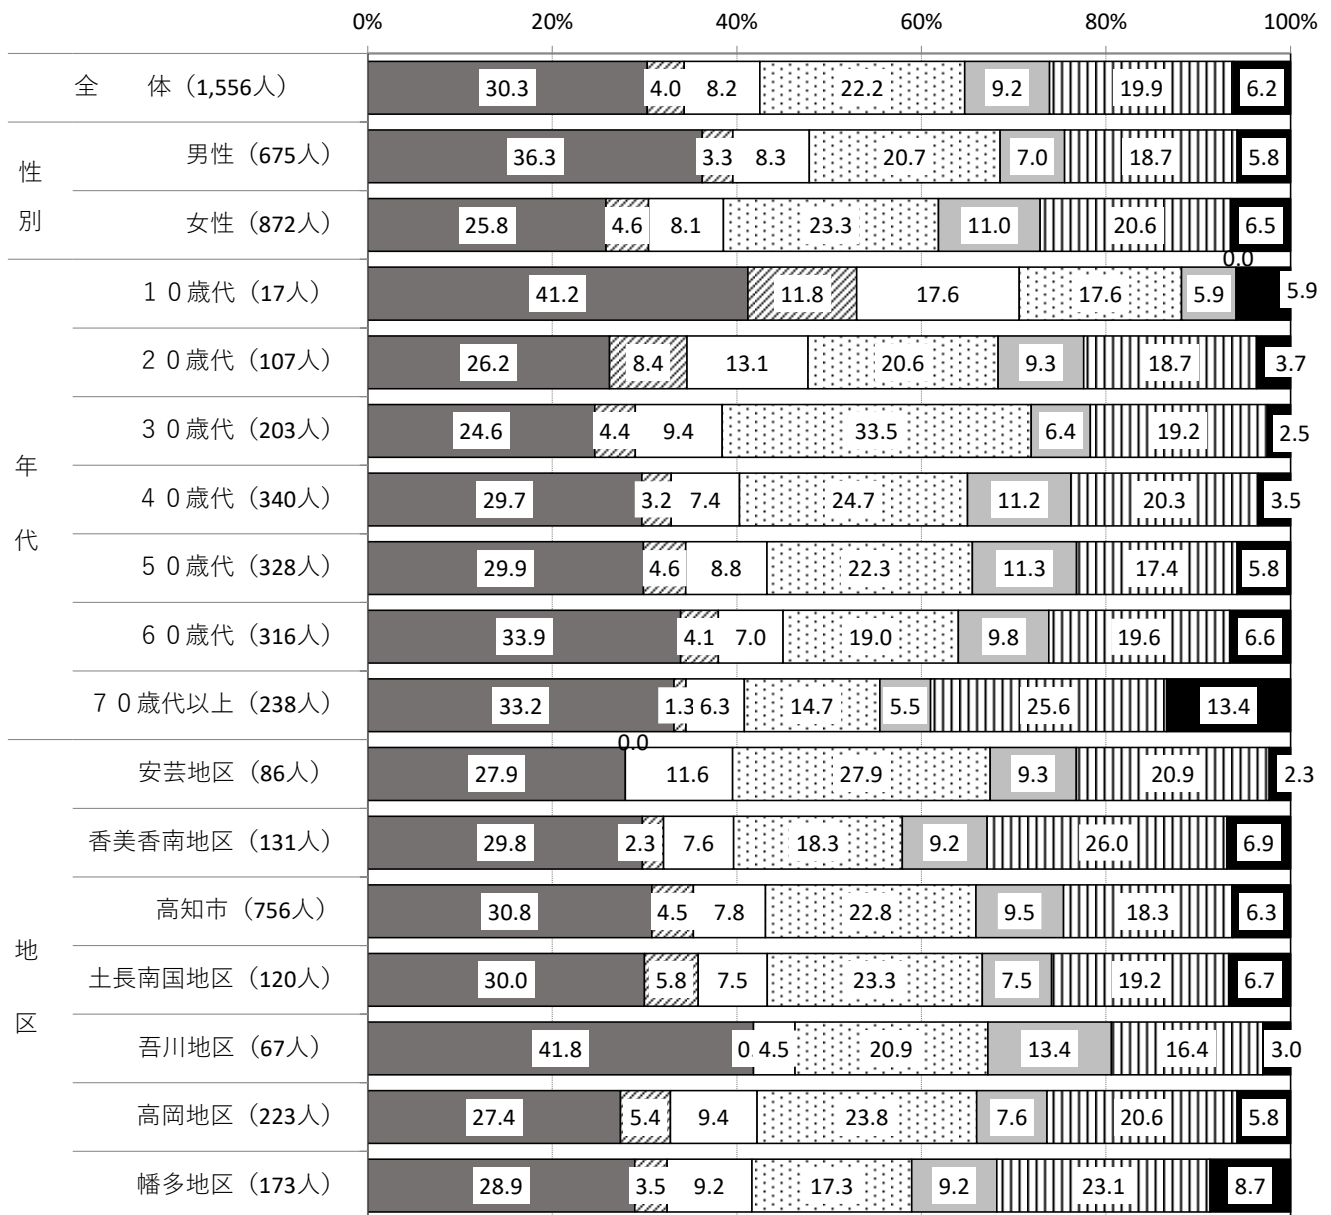 0% 20% 40% 60% 80% 100%
全 体（1,556人） 30.3 4.0 8.2 22.2 9.2 19.9 6.2
性別
男性（675人） 36.3 3.3 8.3 20.7 7.0 18.7 5.8
女性（872人） 25.8 4.6 8.1 23.3 11.0 20.6 6.5
0.0
年代
１０歳代（17人） 41.2 11.8 17.6 17.6 5.9 5.9
２０歳代（107人） 26.2 8.4 13.1 20.6 9.3 18.7 3.7
３０歳代（203人） 24.6 4.4 9.4 33.5 6.4 19.2 2.5
４０歳代（340人） 29.7 3.2 7.4 24.7 11.2 20.3 3.5
５０歳代（328人） 29.9 4.6 8.8 22.3 11.3 17.4 5.8
６０歳代（316人） 33.9 4.1 7.0 19.0 9.8 19.6 6.6
７０歳代以上（238人） 33.2 1.3 6.3 14.7 5.5 25.6 13.4
0.0
地区
安芸地区（86人） 27.9 11.6 27.9 9.3 20.9 2.3
香美香南地区（131人） 29.8 2.3 7.6 18.3 9.2 26.0 6.9
高知市（756人） 30.8 4.5 7.8 22.8 9.5 18.3 6.3
土長南国地区（120人） 30.0 5.8 7.5 23.3 7.5 19.2 6.7
吾川地区（67人） 41.8 0. 4.5 20.9 13.4 16.4 3.0
高岡地区（223人） 27.4 5.4 9.4 23.8 7.6 20.6 5.8
幡多地区（173人） 28.9 3.5 9.2 17.3 9.2 23.1 8.7